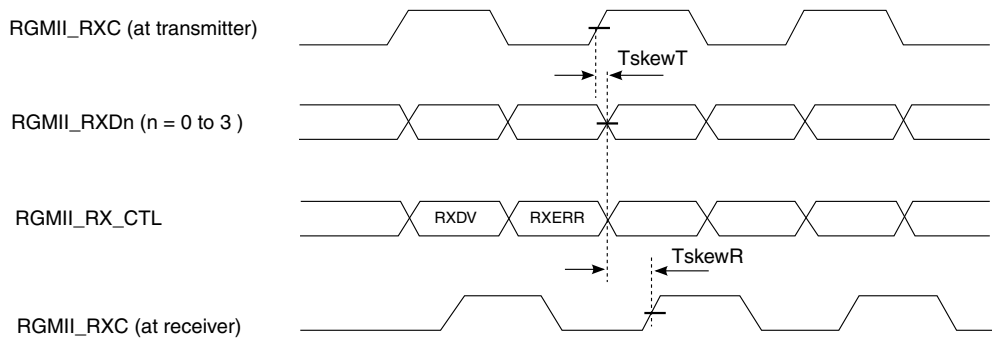 RGMII_RXC (at transmitter)
TskewT
RGMII_RXDn (n = 0 to 3 )
RGMII_RX_CTL
RXDV
RXERR
TskewR
RGMII_RXC (at receiver)